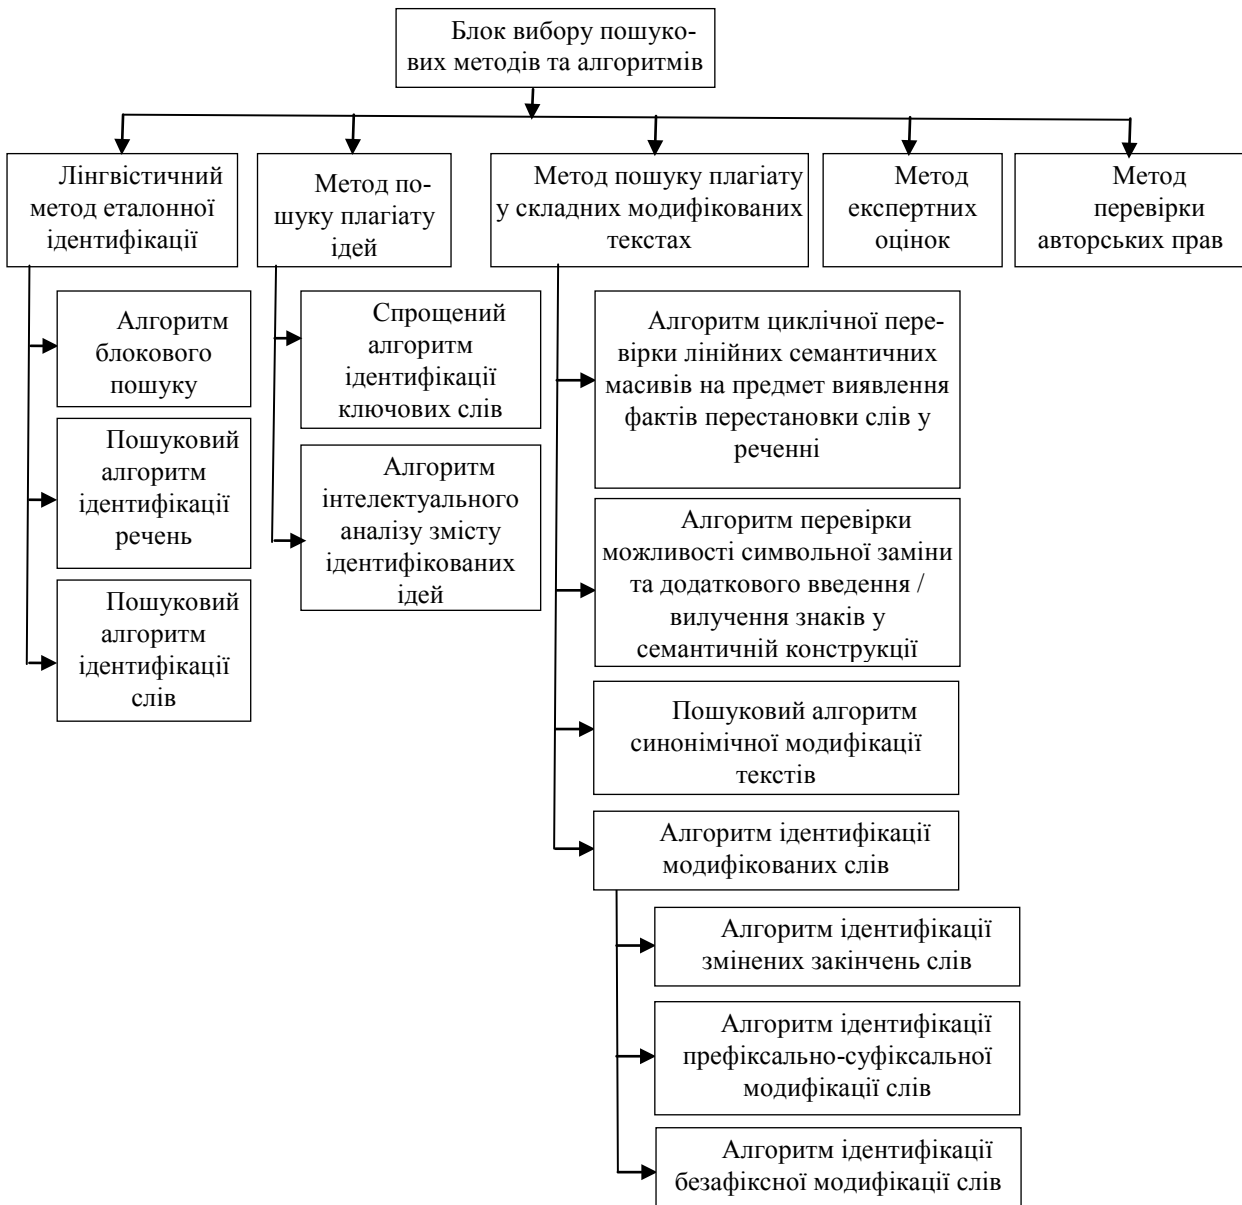 Блок вибору пошуко-
вих методів та алгоритмів
Лінгвістичний
метод еталонної
ідентифікації
Метод по-
шуку плагіату
ідей
Метод пошуку плагіату
у складних модифікованих
текстах
Метод
експертних
оцінок
Метод
перевірки
авторських прав
Алгоритм
блокового
пошуку
Пошуковий
алгоритм
ідентифікації
речень
Пошуковий
алгоритм
ідентифікації
слів
Спрощений
алгоритм
ідентифікації
ключових слів
Алгоритм
інтелектуального
аналізу змісту
ідентифікованих
ідей
Алгоритм циклічної пере-
вірки лінійних семантичних
масивів на предмет виявлення
фактів перестановки слів у
реченні
Алгоритм перевірки
можливості символьної заміни
та додаткового введення /
вилучення знаків у
семантичній конструкції
Пошуковий алгоритм
синонімічної модифікації
текстів
Алгоритм ідентифікації
модифікованих слів
Алгоритм ідентифікації
змінених закінчень слів
Алгоритм ідентифікації
префіксально-суфіксальної
модифікації слів
Алгоритм ідентифікації
безафіксної модифікації слів